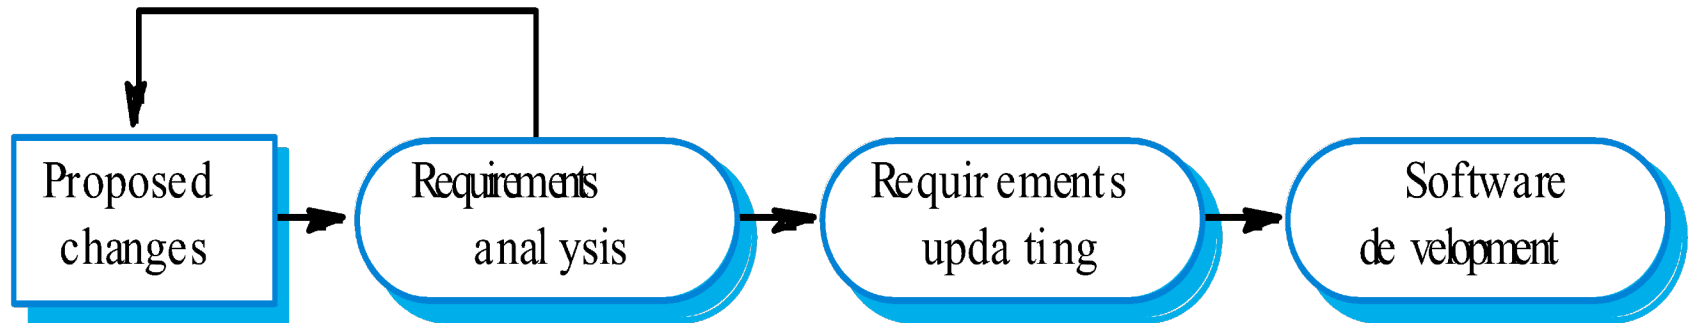 Proposed
changes
Requirements
analysis
Requirements
updating
Software
development